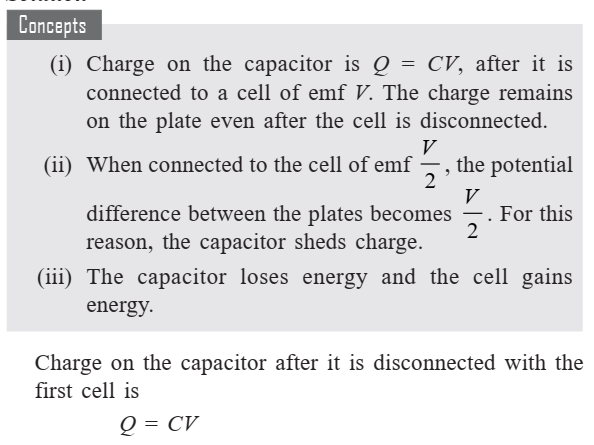 Concepts
(i) Charge on the capacitor is Q = CV, after it is
connected to a cell of emf V. The charge remains
on the plate even after the cell is disconnected.
(ii) When connected to the cell of emf V/2, the potential
difference between the plates becomes V/2. For this
reason, the capacitor sheds charge.
(iii) The capacitor loses energy and the cell gains
energy.
Charge on the capacitor after it is disconnected with the
first cell is
Q = CV